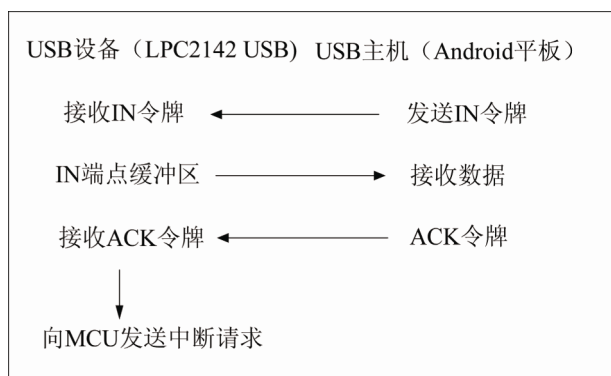 USB设备（LPC2142 USB) USB主机（Android平板）
接收IN令牌 发送IN令牌
IN端点缓冲区 接收数据
接收ACK令牌 ACK令牌
向MCU发送中断请求